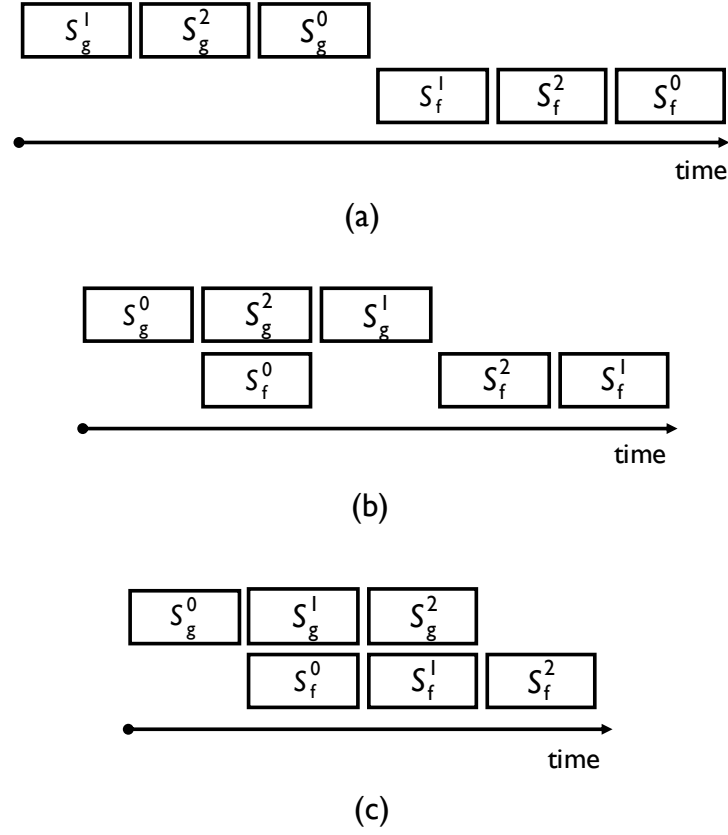 S_g^1 S_g^2 S_g^0
S_f^1 S_f^2 S_f^0
time
(a)
S_g^0 S_g^2 S_g^1
S_f^0 S_f^2 S_f^1
time
(b)
S_g^0 S_g^1 S_g^2
S_f^0 S_f^1 S_f^2
time
(c)